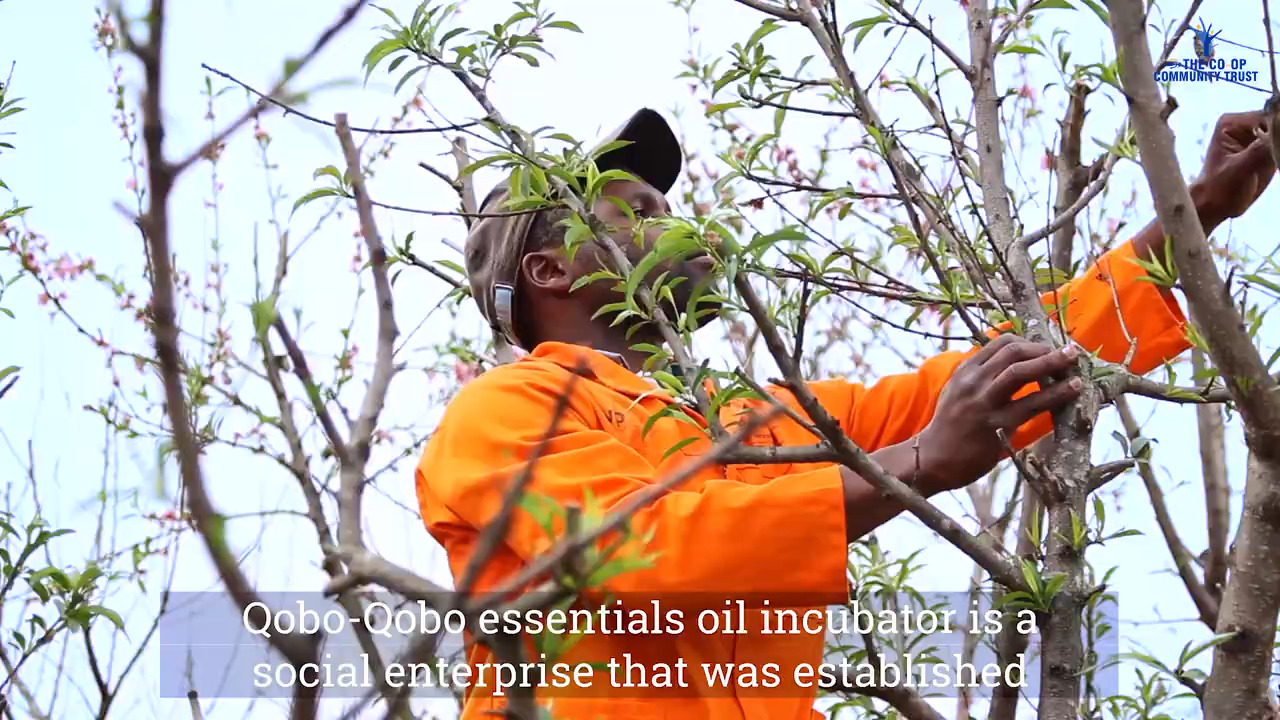 THE CO OP
COMMUNITY TRUST
Qobo-Qobo essentials oil incubator is a
social enterprise that was established